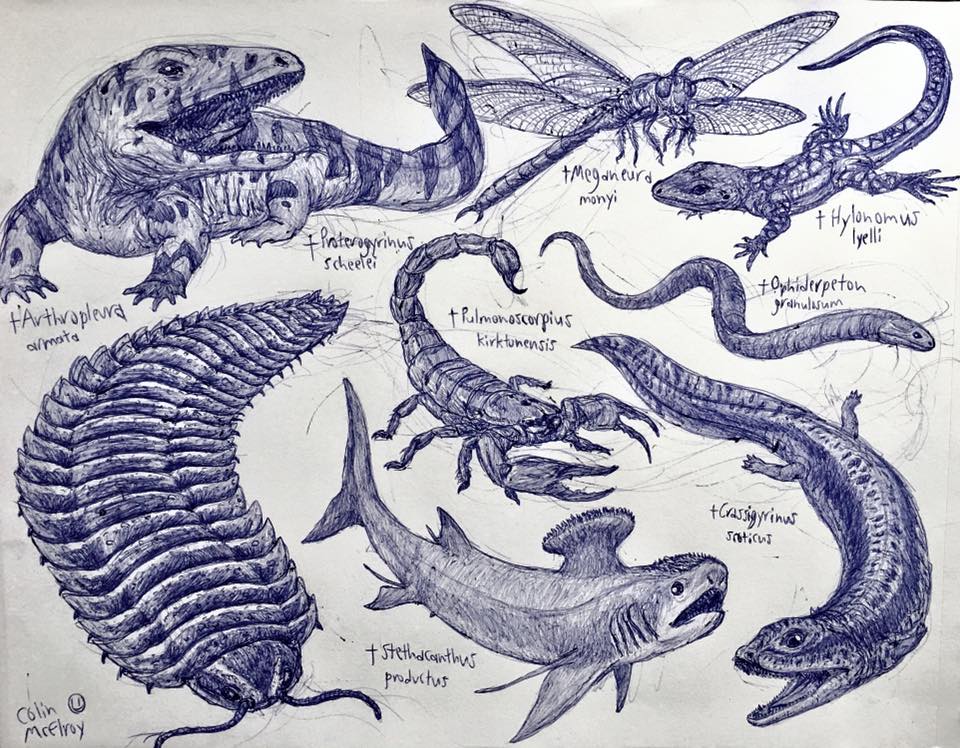 †Meganeura
monyi
†Hylonomus
lyelli
†Proterogyrinus
scheelei
†Ophiderpeton
granulosum
†Arthropleura
armata
†Pulmonoscorpius
kirktonensis
†Crassigyrinus
scoticus
†Stethacanthus
productus
Colin
McElroy